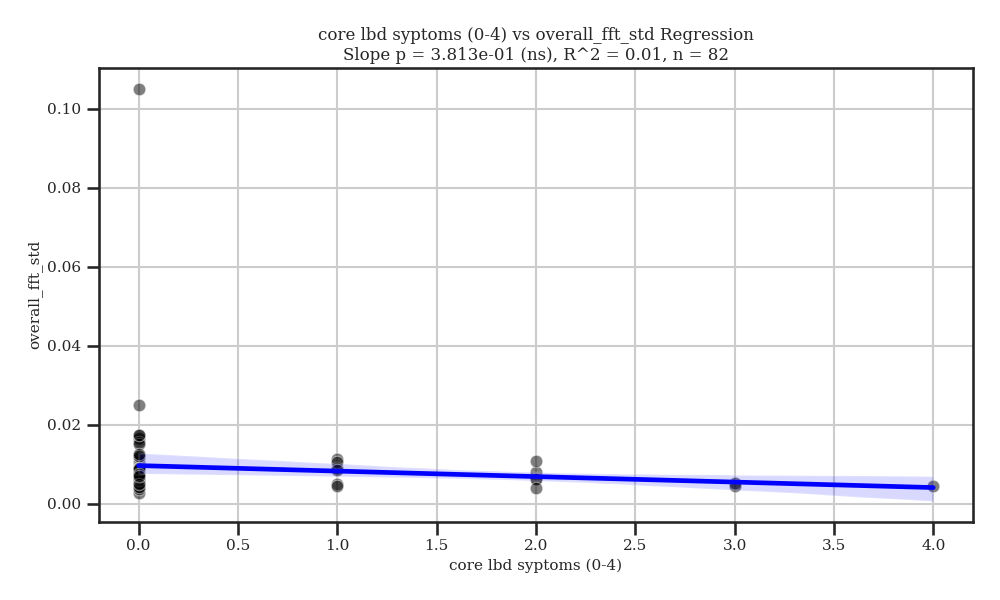 core lbd syptoms (0-4) vs overall_fft_std Regression
Slope p = 3.813e-01 (ns), R^2 = 0.01, n = 82
overall_fft_std
0.10
0.08
0.06
0.04
0.02
0.00
0.0 0.5 1.0 1.5 2.0 2.5 3.0 3.5 4.0
core lbd syptoms (0-4)